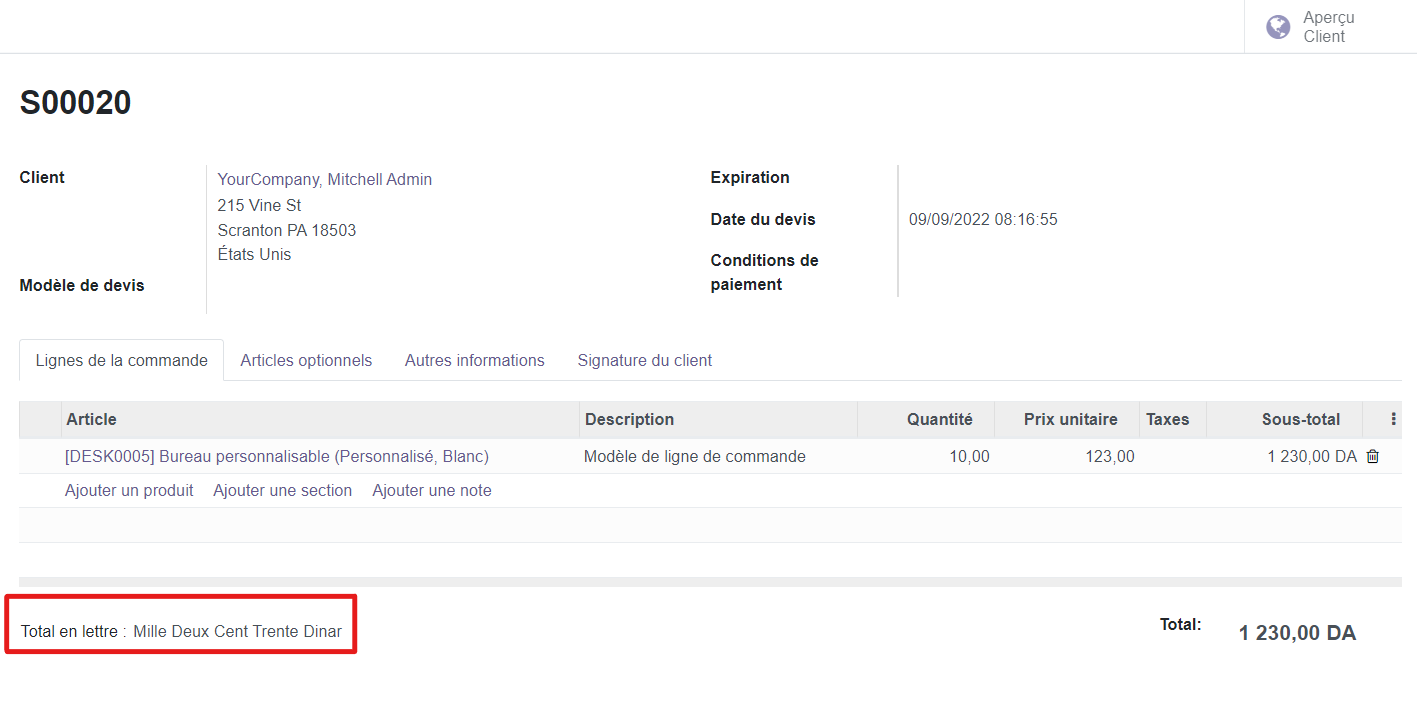 Aperçu
Client
S00020
Client
YourCompany, Mitchell Admin
215 Vine St
Scranton PA 18503
États Unis
Modèle de devis
Expiration
Date du devis
09/09/2022 08:16:55
Conditions de
paiement
Lignes de la commande Articles optionnels Autres informations Signature du client
Article Description Quantité Prix unitaire Taxes Sous-total
[DESK0005] Bureau personnalisable (Personnalisé, Blanc) Modèle de ligne de commande 10,00 123,00 1 230,00 DA
Ajouter un produit Ajouter une section Ajouter une note
Total en lettre : Mille Deux Cent Trente Dinar
Total: 1 230,00 DA